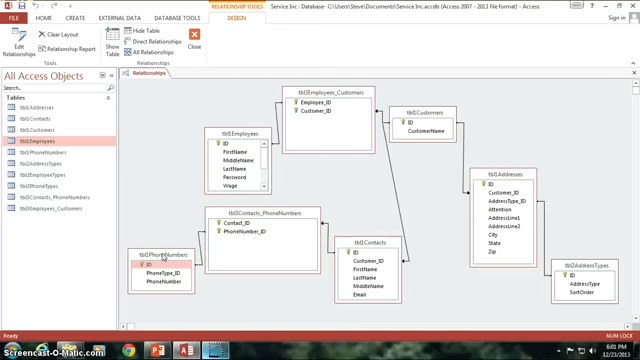 RELATIONSHIP TOOLS
Service Inc : Database- C:\Users\Steve\Documents\Service Inc.accdb (Access 2007 - 2013 file format) - Access
FILE HOME CREATE EXTERNAL DATA DATABASE TOOLS DESIGN
Sign in
Edit Relationships
Clear Layout
Relationship Report
Tools
Show Table
Hide Table
Direct Relationships
All Relationships
Relationships
Close
All Access Objects
Search...
Tables
tbl1Addresses
tbl1Contacts
tbl1Customers
tbl1Employees
tbl1PhoneNumbers
tbl2AddressTypes
tbl2EmployeeTypes
tbl2PhoneTypes
tbl3Contacts_PhoneNumbers
tbl3Employees_Customers
Relationships
tbl3Employees_Customers
Employee_ID
Customer_ID
tbl1Customers
ID
CustomerName
tbl1Employees
ID
FirstName
MiddleName
LastName
Password
Wage
tbl1Addresses
ID
Customer_ID
AddressType_ID
Attention
AddressLine1
AddressLine2
City
State
Zip
tbl3Contacts_PhoneNumbers
Contact_ID
PhoneNumber_ID
tbl1PhoneNumbers
ID
PhoneType_ID
PhoneNumber
tbl1Contacts
ID
Customer_ID
FirstName
LastName
MiddleName
Email
tbl2AddressTypes
ID
AddressType
SortOrder
Ready
NUM LOCK
Screencast-O-Matic.com
6:01 PM
12/23/2013